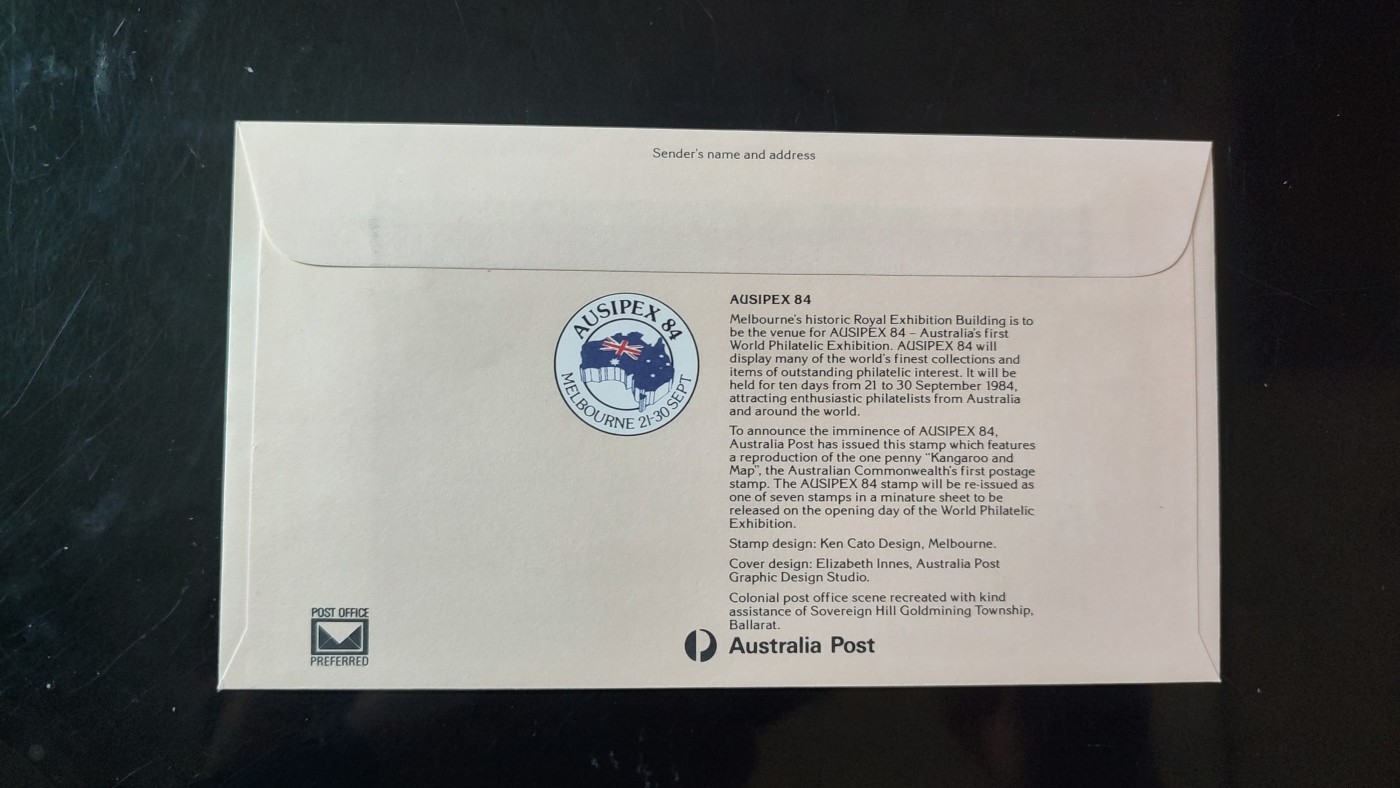 Sender's name and address
AUSIPEX 84
MELBOURNE 21-30 SEPT
AUSIPEX 84
Melbourne's historic Royal Exhibition Building is to
be the venue for AUSIPEX 84 – Australia's first
World Philatelic Exhibition. AUSIPEX 84 will
display many of the world's finest collections and
items of outstanding philatelic interest. It will be
held for ten days from 21 to 30 September 1984,
attracting enthusiastic philatelists from Australia
and around the world.
To announce the imminence of AUSIPEX 84,
Australia Post has issued this stamp which features
a reproduction of the one penny "Kangaroo and
Map", the Australian Commonwealth's first postage
stamp. The AUSIPEX 84 stamp will be re-issued as
one of seven stamps in a minature sheet to be
released on the opening day of the World Philatelic
Exhibition.
Stamp design: Ken Cato Design, Melbourne.
Cover design: Elizabeth Innes, Australia Post
Graphic Design Studio.
Colonial post office scene recreated with kind
assistance of Sovereign Hill Goldmining Township,
Ballarat.
POST OFFICE
PREFERRED
Australia Post